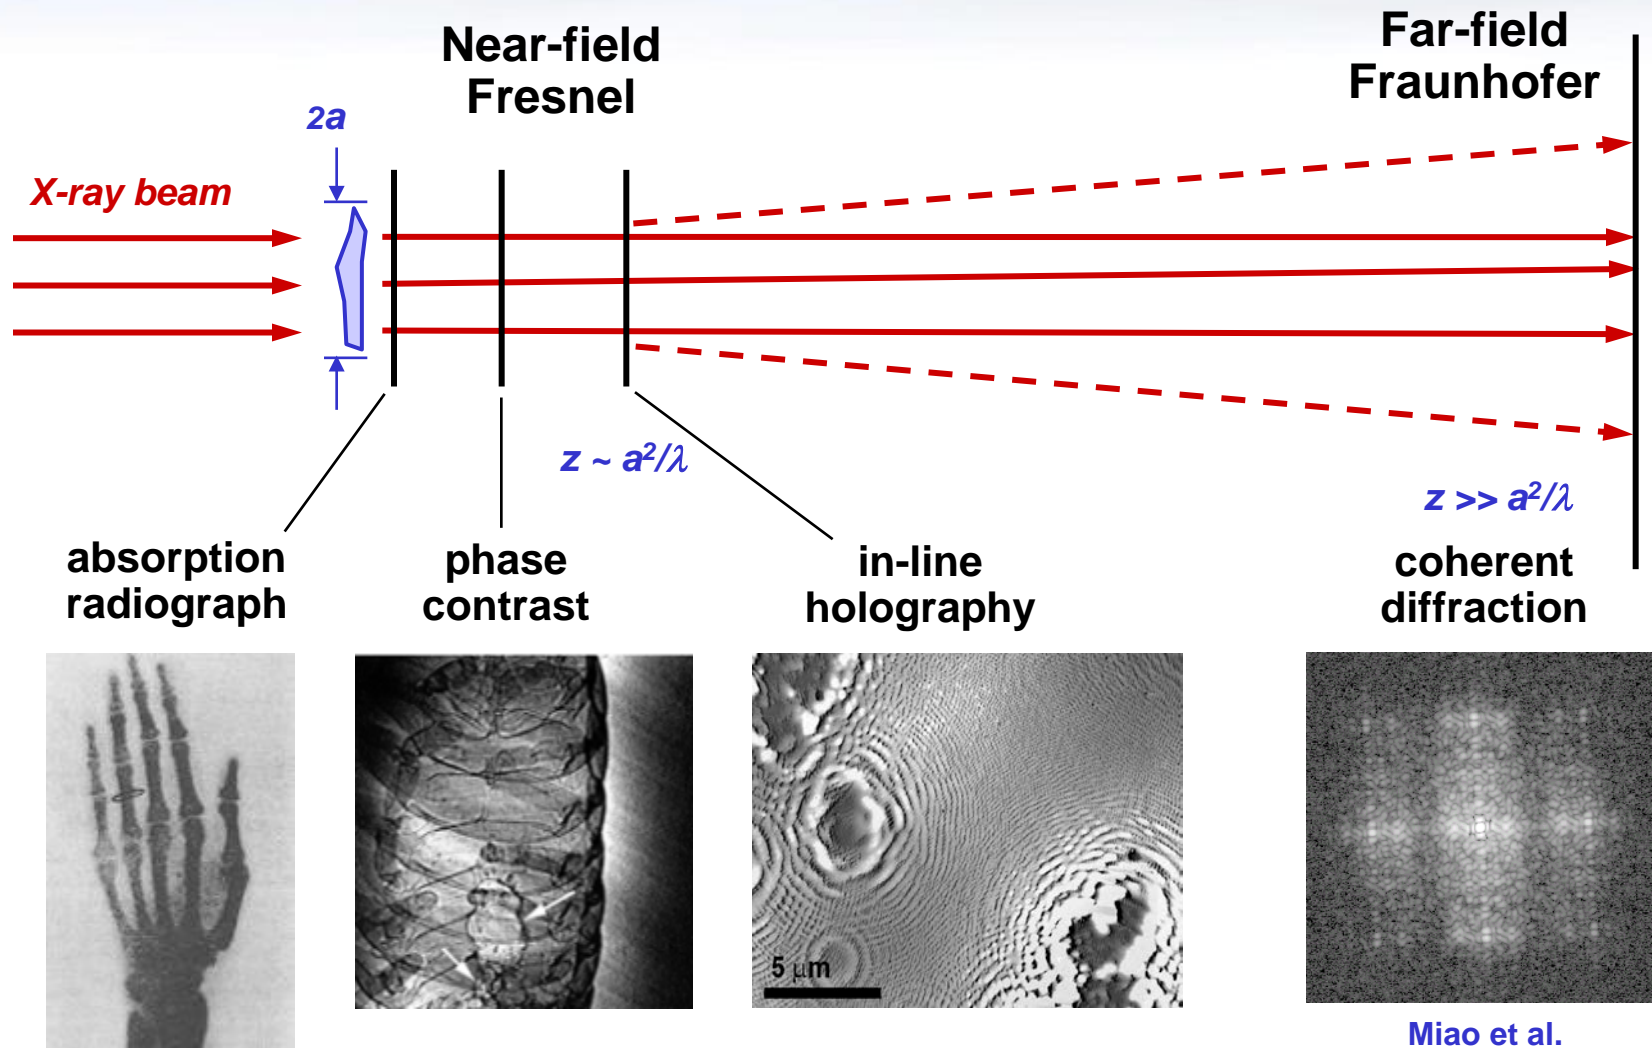 Near-field
Fresnel
Far-field
Fraunhofer
2a
X-ray beam
z ~ a²/λ
z >> a²/λ
absorption
radiograph
phase
contrast
in-line
holography
coherent
diffraction
5 μm
Miao et al.